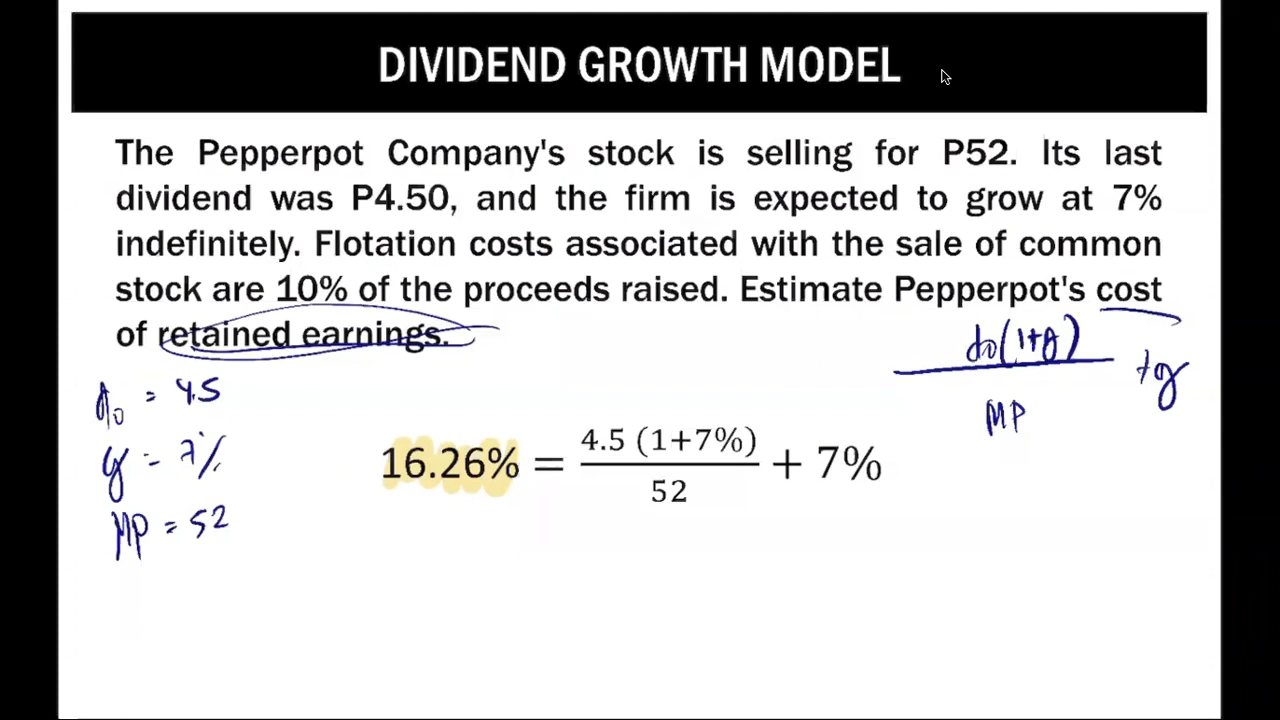 DIVIDEND GROWTH MODEL
The Pepperpot Company's stock is selling for P52. Its last
dividend was P4.50, and the firm is expected to grow at 7%
indefinitely. Flotation costs associated with the sale of common
stock are 10% of the proceeds raised. Estimate Pepperpot's cost
of retained earnings.
d0(1+g)
+g
MP
d0 = 4.5
g = 7%
MP = 52
16.26% = 4.5 (1+7%)
52
+ 7%